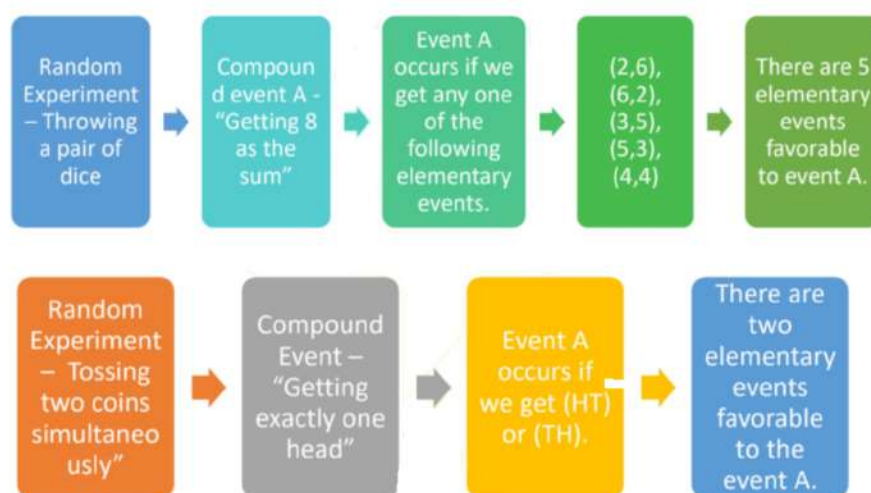 Random
Experiment
– Throwing
a pair of
dice
Compoun
d event A -
“Getting 8
as the
sum”
Event A
occurs if we
get any one
of the
following
elementary
events.
(2,6),
(6,2),
(3,5),
(5,3),
(4,4)
There are 5
elementary
events
favorable
to event A.
Random
Experiment
– Tossing
two coins
simultaneo
usly”
Compound
Event –
“Getting
exactly one
head”
Event A
occurs if
we get (HT)
or (TH).
There are
two
elementary
events
favorable
to the
event A.